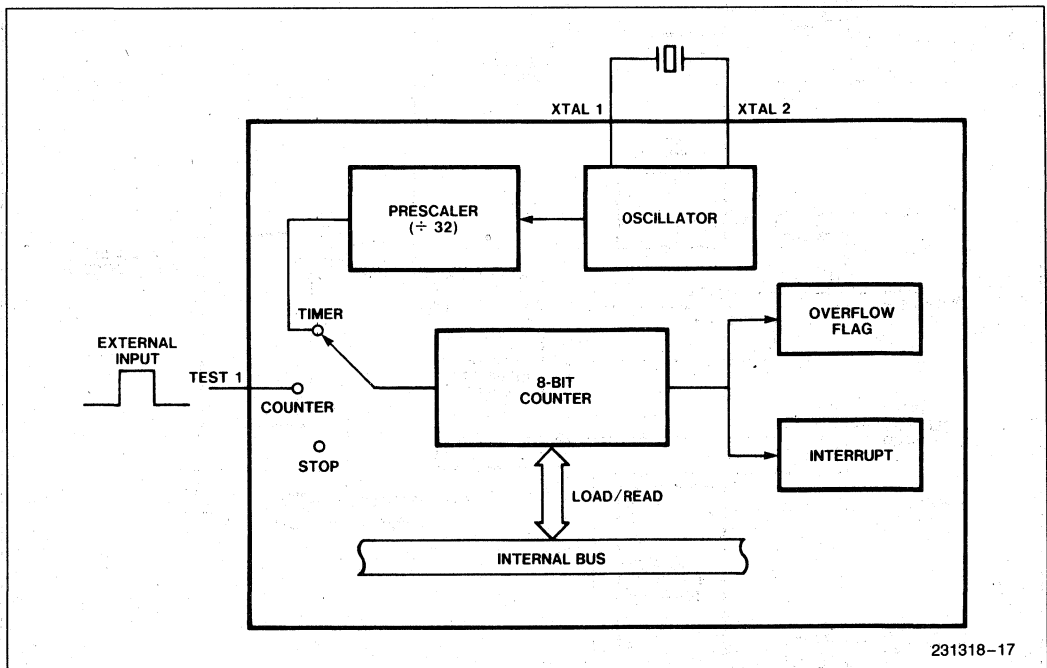 XTAL 1
XTAL 2
PRESCALER
(÷ 32)
OSCILLATOR
TIMER
EXTERNAL
INPUT
TEST 1
COUNTER
STOP
8-BIT
COUNTER
OVERFLOW
FLAG
INTERRUPT
LOAD/READ
INTERNAL BUS
231318-17